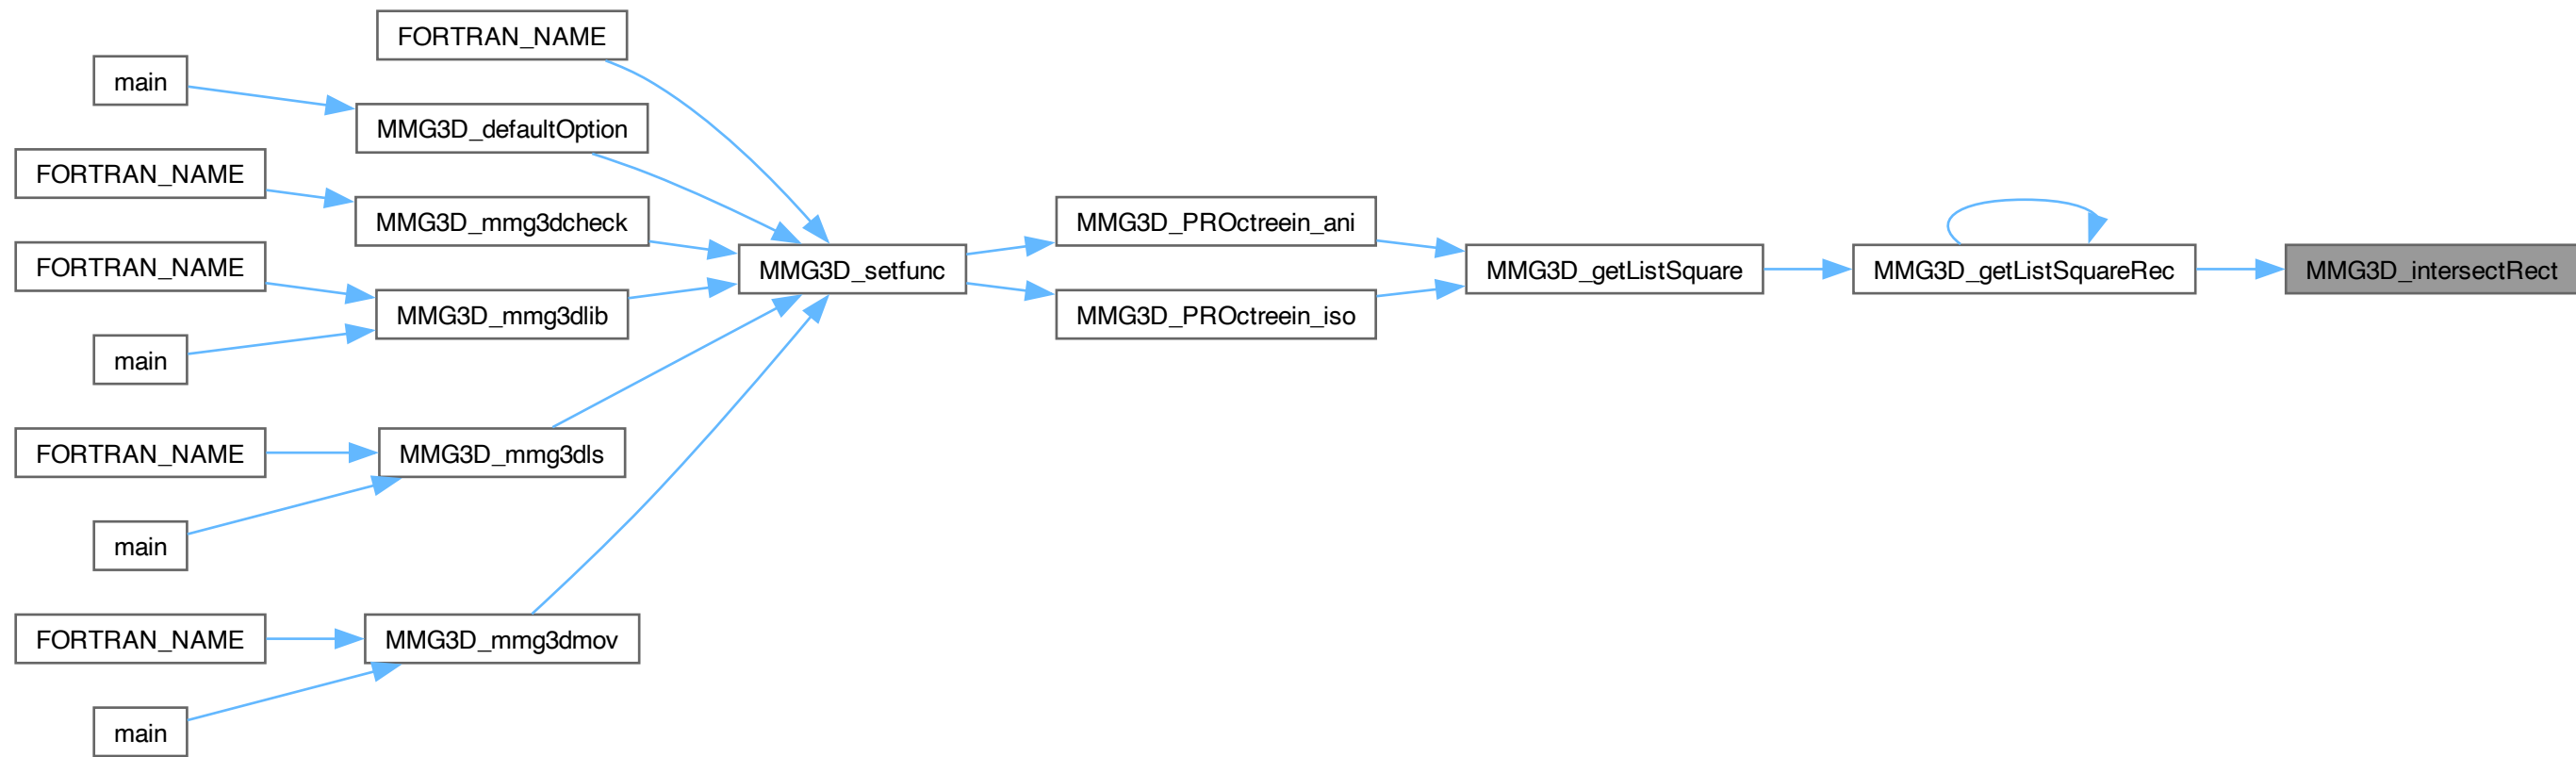 FORTRAN_NAME
main
MMG3D_defaultOption
FORTRAN_NAME
MMG3D_mmg3dcheck
FORTRAN_NAME
MMG3D_mmg3dlib
main
MMG3D_setfunc
MMG3D_PROctreein_ani
MMG3D_PROctreein_iso
MMG3D_getListSquare
MMG3D_getListSquareRec
MMG3D_intersectRect
FORTRAN_NAME
MMG3D_mmg3dls
main
FORTRAN_NAME
MMG3D_mmg3dmov
main